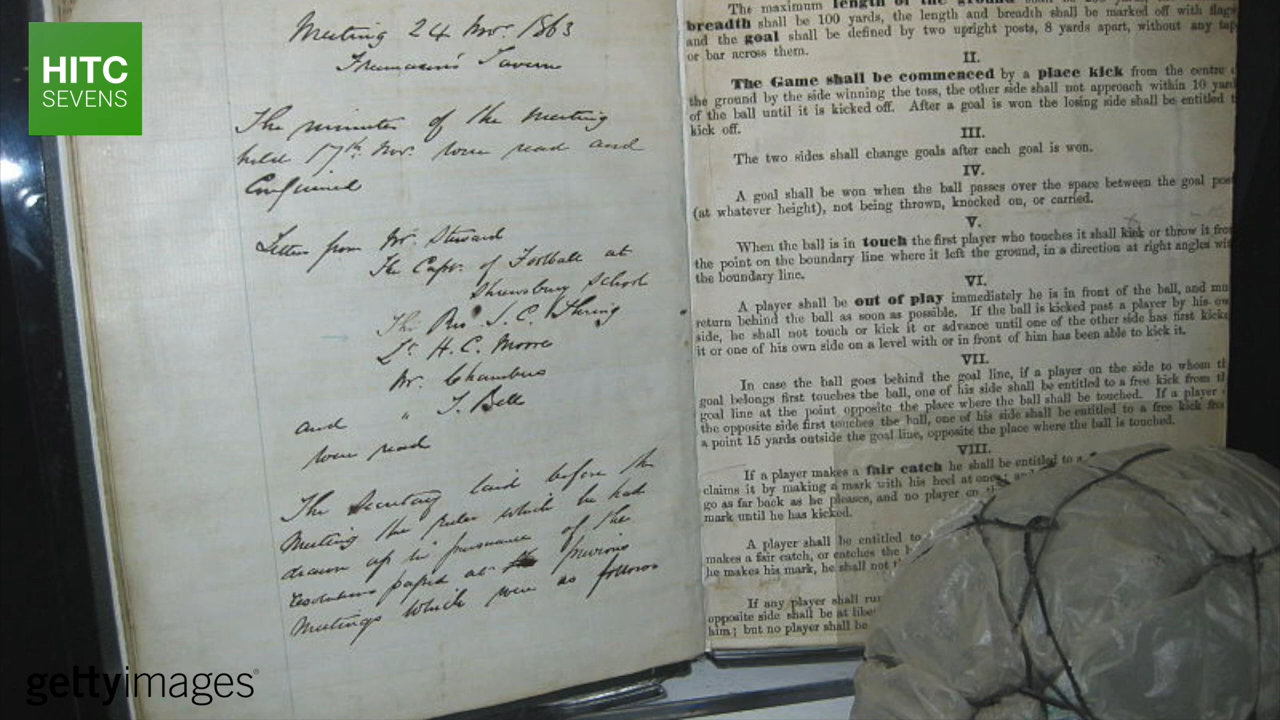 HITC
SEVENS
Meeting 24 Nov. 1863
Freemason's Tavern
The minutes of the Meeting
held 17th. Nov. were read and
Confirmed
Letters from Mr. Steward
The Capt. of Football at
Shrewsbury School
The Rev. J. C. Thring
Lt. H. C. Moore
Mr. Chambers
" J. Bell
and
were read
The Secretary laid before the
Meeting the rules which he had
drawn up in pursuance of the
resolutions passed at previous
Meetings which were as follows
The maximum length of the ground shall be
breadth shall be 100 yards, the length and breadth shall be marked off with flags
and the goal shall be defined by two upright posts, 8 yards apart, without any
or bar across them.
II.
The Game shall be commenced by a place kick from the centre
the ground by the side winning the toss, the other side shall not approach within 10
of the ball until it is kicked off. After a goal is won the losing side shall be entitled
kick off.
III.
The two sides shall change goals after each goal is won.
IV.
A goal shall be won when the ball passes over the space between the goal
(at whatever height), not being thrown, knocked on, or carried.
V.
When the ball is in touch the first player who touches it shall kick or throw it
the point on the boundary line where it left the ground, in a direction at right angles
the boundary line.
VI.
A player shall be out of play immediately he is in front of the ball, and
return behind the ball as soon as possible. If the ball is kicked past a player by his
side, he shall not touch or kick it or advance until one of the other side has first
it or one of his own side on a level with or in front of him has been able to kick it.
VII.
In case the ball goes behind the goal line, if a player on the side to whom
goal belongs first touches the ball, one of his side shall be entitled to a free kick from
goal line at the point opposite the place where the ball shall be touched. If a player
the opposite side first touches the ball, one of his side shall be entitled to a free kick
a point 15 yards outside the goal line, opposite the place where the ball is touched.
VIII.
If a player makes a fair catch he shall be entitled to a
claims it by making a mark with his heel at once; and
go as far back as he pleases, and no player on
mark until he has kicked.
A player shall be entitled to
makes a fair catch, or catches the
he makes his mark, he shall not
If any player shall run
opposite side shall be at
him; but no player shall be
gettyimages